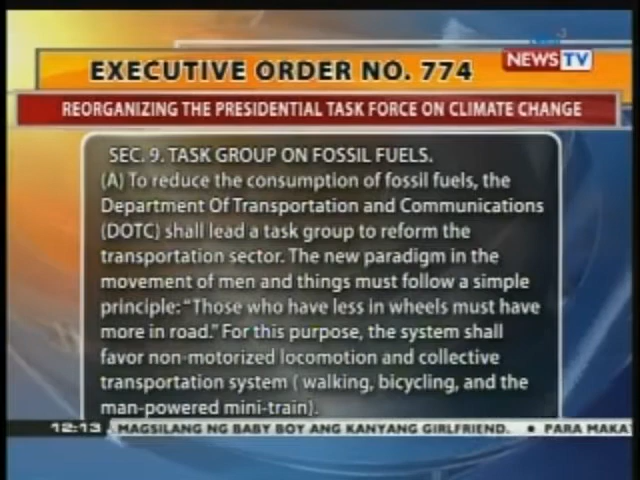 EXECUTIVE ORDER NO. 774
NEWS TV
REORGANIZING THE PRESIDENTIAL TASK FORCE ON CLIMATE CHANGE
SEC. 9. TASK GROUP ON FOSSIL FUELS.
(A) To reduce the consumption of fossil fuels, the
Department Of Transportation and Communications
(DOTC) shall lead a task group to reform the
transportation sector. The new paradigm in the
movement of men and things must follow a simple
principle: "Those who have less in wheels must have
more in road." For this purpose, the system shall
favor non-motorized locomotion and collective
transportation system ( walking, bicycling, and the
man-powered mini-train).
12:13 MAGSILANG NG BABY BOY ANG KANYANG GIRLFRIEND. • PARA MAKA